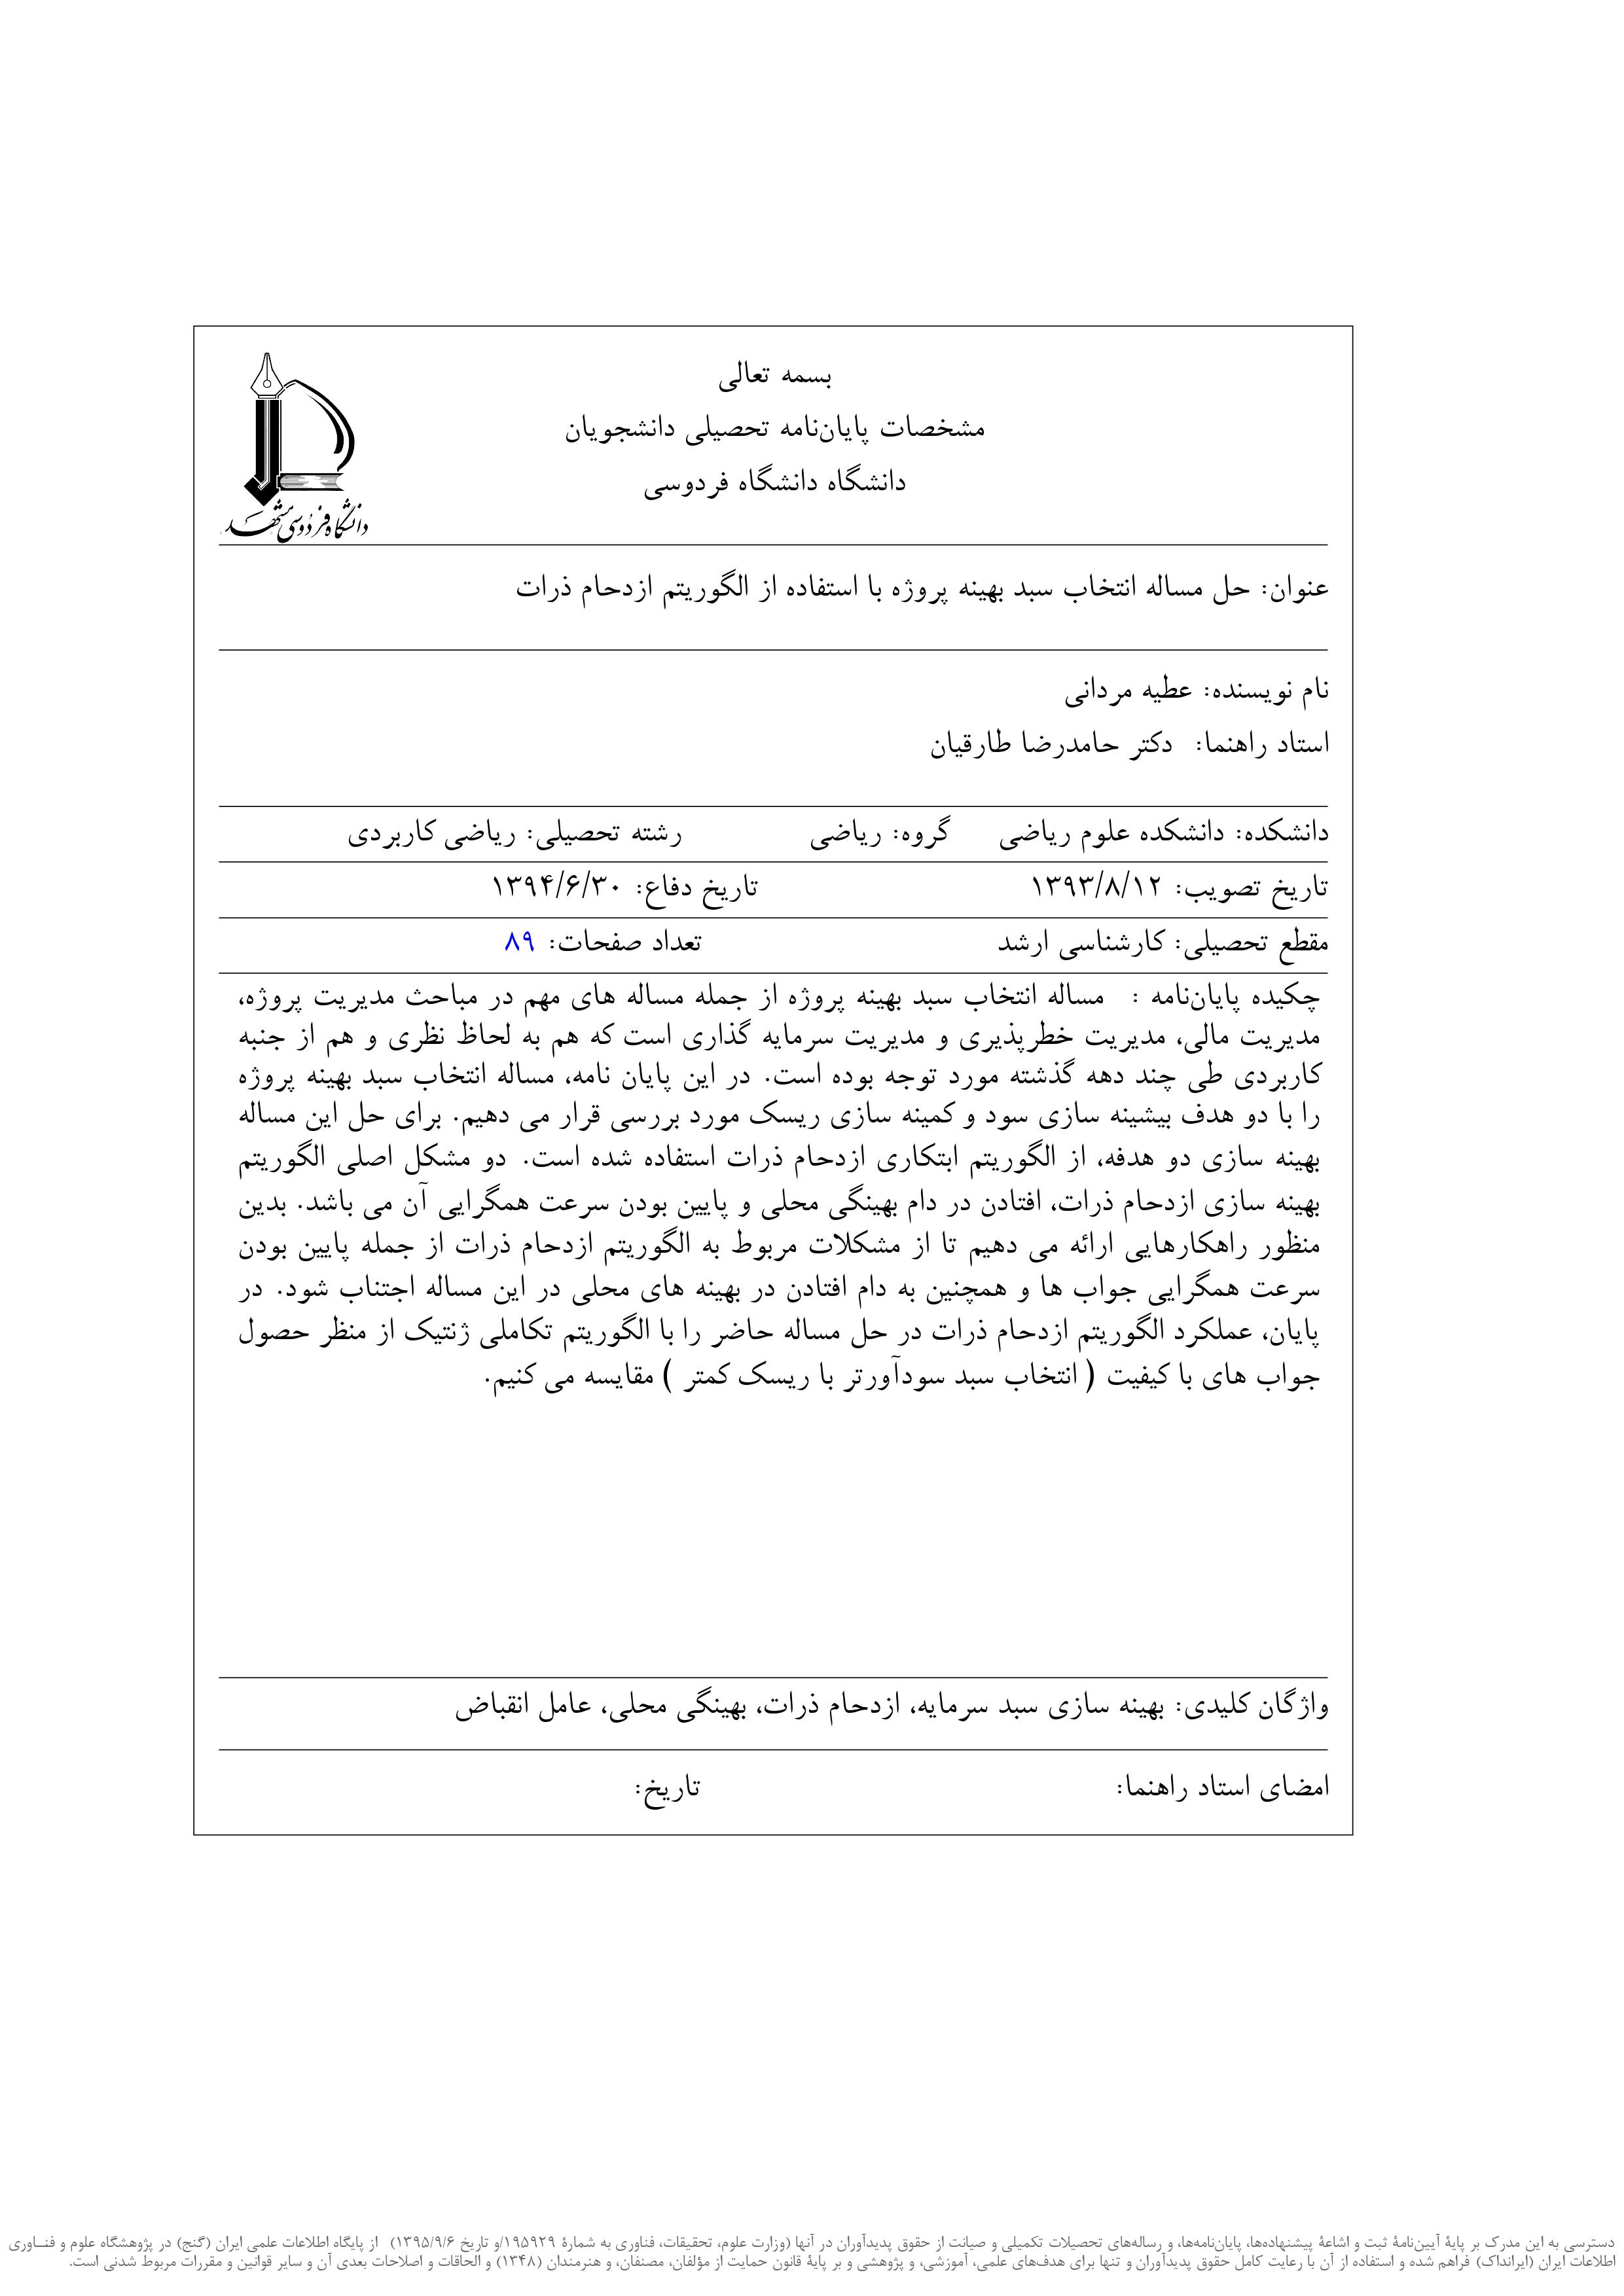 بسمه تعالی
مشخصات پایان‌نامه تحصیلی دانشجویان
دانشگاه دانشگاه فردوسی
دانشگاه فردوسی مشهد
عنوان: حل مساله انتخاب سبد بهینه پروژه با استفاده از الگوریتم ازدحام ذرات
نام نویسنده: عطیه مردانی
استاد راهنما: دکتر حامدرضا طارقیان
دانشکده: دانشکده علوم ریاضی گروه: ریاضی رشته تحصیلی: ریاضی کاربردی
تاریخ تصویب: ۱۳۹۳/۸/۱۲ تاریخ دفاع: ۱۳۹۴/۶/۳۰
مقطع تحصیلی: کارشناسی ارشد تعداد صفحات: ۸۹
چکیده پایان‌نامه : مساله انتخاب سبد بهینه پروژه از جمله مساله های مهم در مباحث مدیریت پروژه،
مدیریت مالی، مدیریت خطرپذیری و مدیریت سرمایه گذاری است که هم به لحاظ نظری و هم از جنبه
کاربردی طی چند دهه گذشته مورد توجه بوده است. در این پایان نامه، مساله انتخاب سبد بهینه پروژه
را با دو هدف بیشینه سازی سود و کمینه سازی ریسک مورد بررسی قرار می دهیم. برای حل این مساله
بهینه سازی دو هدفه، از الگوریتم ابتکاری ازدحام ذرات استفاده شده است. دو مشکل اصلی الگوریتم
بهینه سازی ازدحام ذرات، افتادن در دام بهینگی محلی و پایین بودن سرعت همگرایی آن می باشد. بدین
منظور راهکارهایی ارائه می دهیم تا از مشکلات مربوط به الگوریتم ازدحام ذرات از جمله پایین بودن
سرعت همگرایی جواب ها و همچنین به دام افتادن در بهینه های محلی در این مساله اجتناب شود. در
پایان، عملکرد الگوریتم ازدحام ذرات در حل مساله حاضر را با الگوریتم تکاملی ژنتیک از منظر حصول
جواب های با کیفیت ( انتخاب سبد سودآورتر با ریسک کمتر ) مقایسه می کنیم.
واژگان کلیدی: بهینه سازی سبد سرمایه، ازدحام ذرات، بهینگی محلی، عامل انقباض
امضای استاد راهنما: تاریخ:
دسترسی به این مدرک بر پایهٔ آیین‌نامهٔ ثبت و اشاعهٔ پیشنهاده‌ها، پایان‌نامه‌ها، و رساله‌های تحصیلات تکمیلی و صیانت از حقوق پدیدآوران در آنها (وزارت علوم، تحقیقات، فناوری به شمارهٔ ۱۹۵۹۲۹/و تاریخ ۱۳۹۵/۹/۶) از پایگاه اطلاعات علمی ایران (گنج) در پژوهشگاه علوم و فنــاوری
اطلاعات ایران (ایرانداک) فراهم شده و استفاده از آن با رعایت کامل حقوق پدیدآوران و تنها برای هدف‌های علمی، آموزشی، و پژوهشی و بر پایهٔ قانون حمایت از مؤلفان، مصنفان، و هنرمندان (۱۳۴۸) و الحاقات و اصلاحات بعدی آن و سایر قوانین و مقررات مربوط شدنی است.